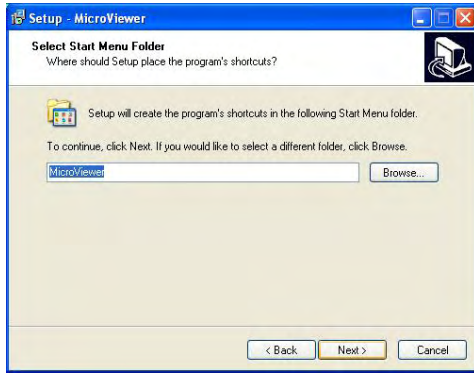 Setup - MicroViewer
Select Start Menu Folder
Where should Setup place the program's shortcuts?
Setup will create the program's shortcuts in the following Start Menu folder.
To continue, click Next. If you would like to select a different folder, click Browse.
MicroViewer
Browse...
< Back
Next >
Cancel